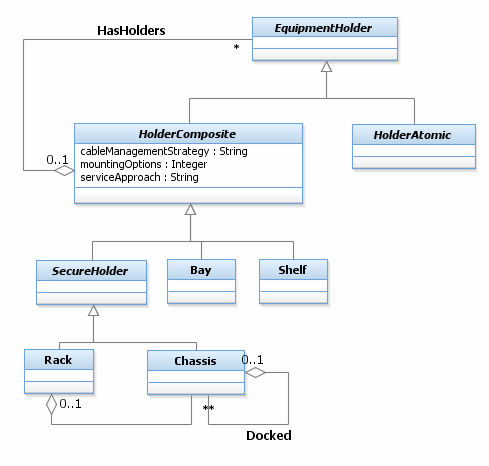 HasHolders
EquipmentHolder
*
HolderComposite
cableManagementStrategy : String
mountingOptions : Integer
serviceApproach : String
HolderAtomic
0..1
SecureHolder
Bay
Shelf
Rack
Chassis
0..1
0..1
**
Docked